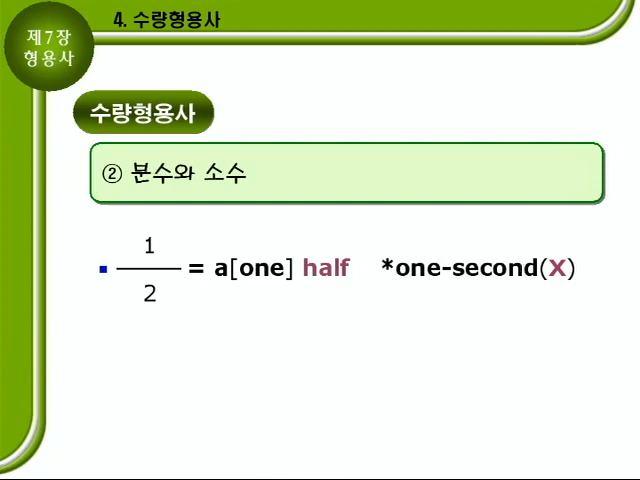 4. 수량형용사
제7장
형용사
수량형용사
② 분수와 소수
1
2
= a[one] half *one-second(X)